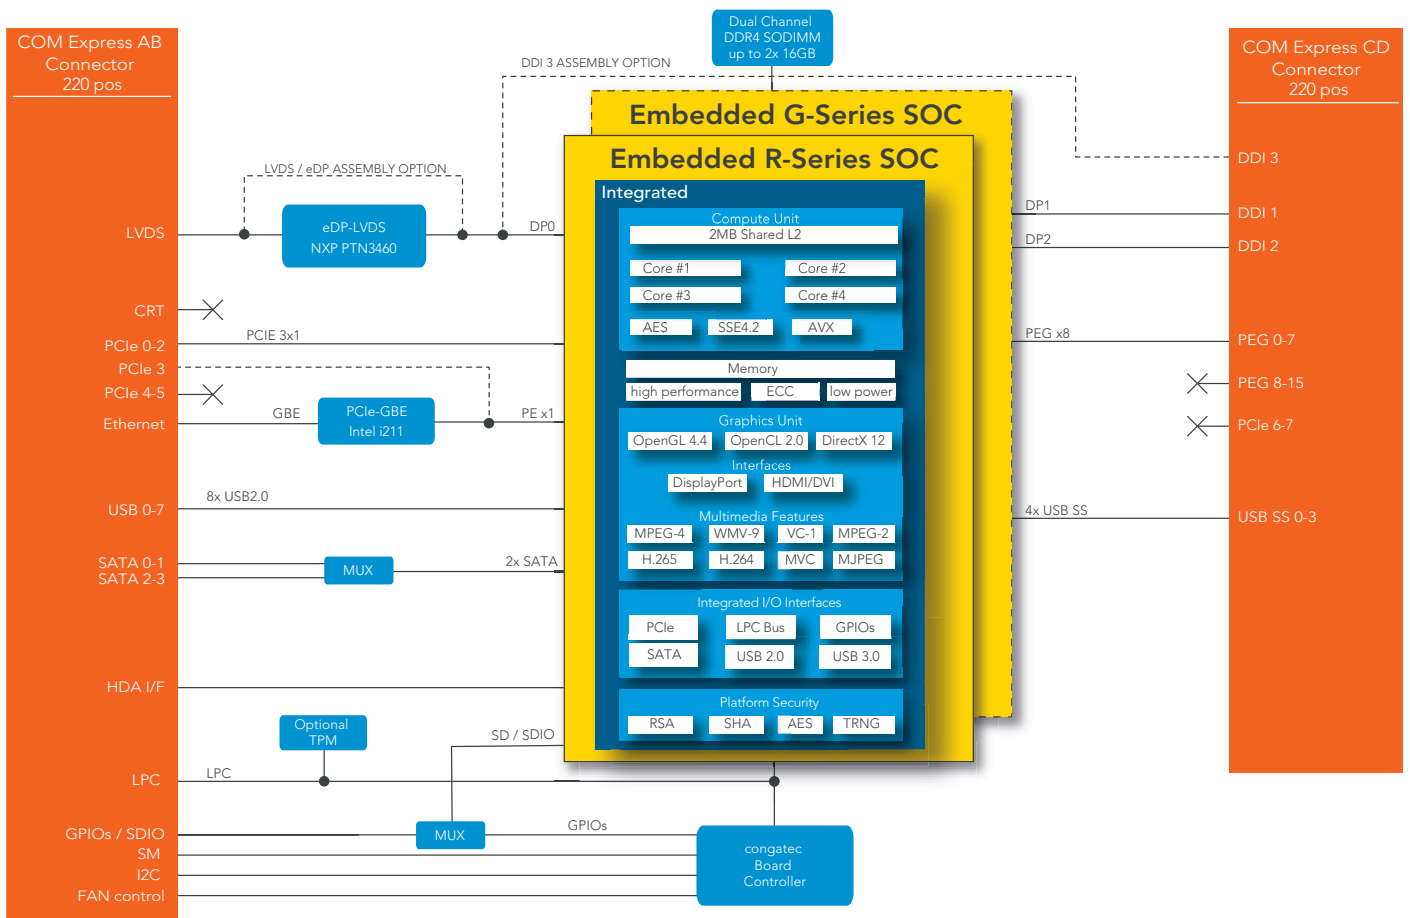 COM Express AB
Connector
220 pos
LVDS
CRT
PCIe 0-2
PCIe 3
PCIe 4-5
Ethernet
USB 0-7
SATA 0-1
SATA 2-3
HDA I/F
LPC
GPIOs / SDIO
SM
I2C
FAN control
LVDS / eDP ASSEMBLY OPTION
eDP-LVDS
NXP PTN3460
DDI 3 ASSEMBLY OPTION
DP0
PCIE 3x1
GBE
PCIe-GBE
Intel i211
PE x1
8x USB2.0
MUX
2x SATA
Optional
TPM
SD / SDIO
LPC
MUX
GPIOs
congatec
Board
Controller
Dual Channel
DDR4 SODIMM
up to 2x 16GB
Embedded G-Series SOC
Embedded R-Series SOC
Integrated
Compute Unit
2MB Shared L2
Core #1 Core #2
Core #3 Core #4
AES SSE4.2 AVX
Memory
high performance ECC low power
Graphics Unit
OpenGL 4.4 OpenCL 2.0 DirectX 12
Interfaces
DisplayPort HDMI/DVI
Multimedia Features
MPEG-4 WMV-9 VC-1 MPEG-2
H.265 H.264 MVC MJPEG
Integrated I/O Interfaces
PCIe LPC Bus GPIOs
SATA USB 2.0 USB 3.0
Platform Security
RSA SHA AES TRNG
DP1
DP2
PEG x8
4x USB SS
COM Express CD
Connector
220 pos
DDI 3
DDI 1
DDI 2
PEG 0-7
PEG 8-15
PCIe 6-7
USB SS 0-3